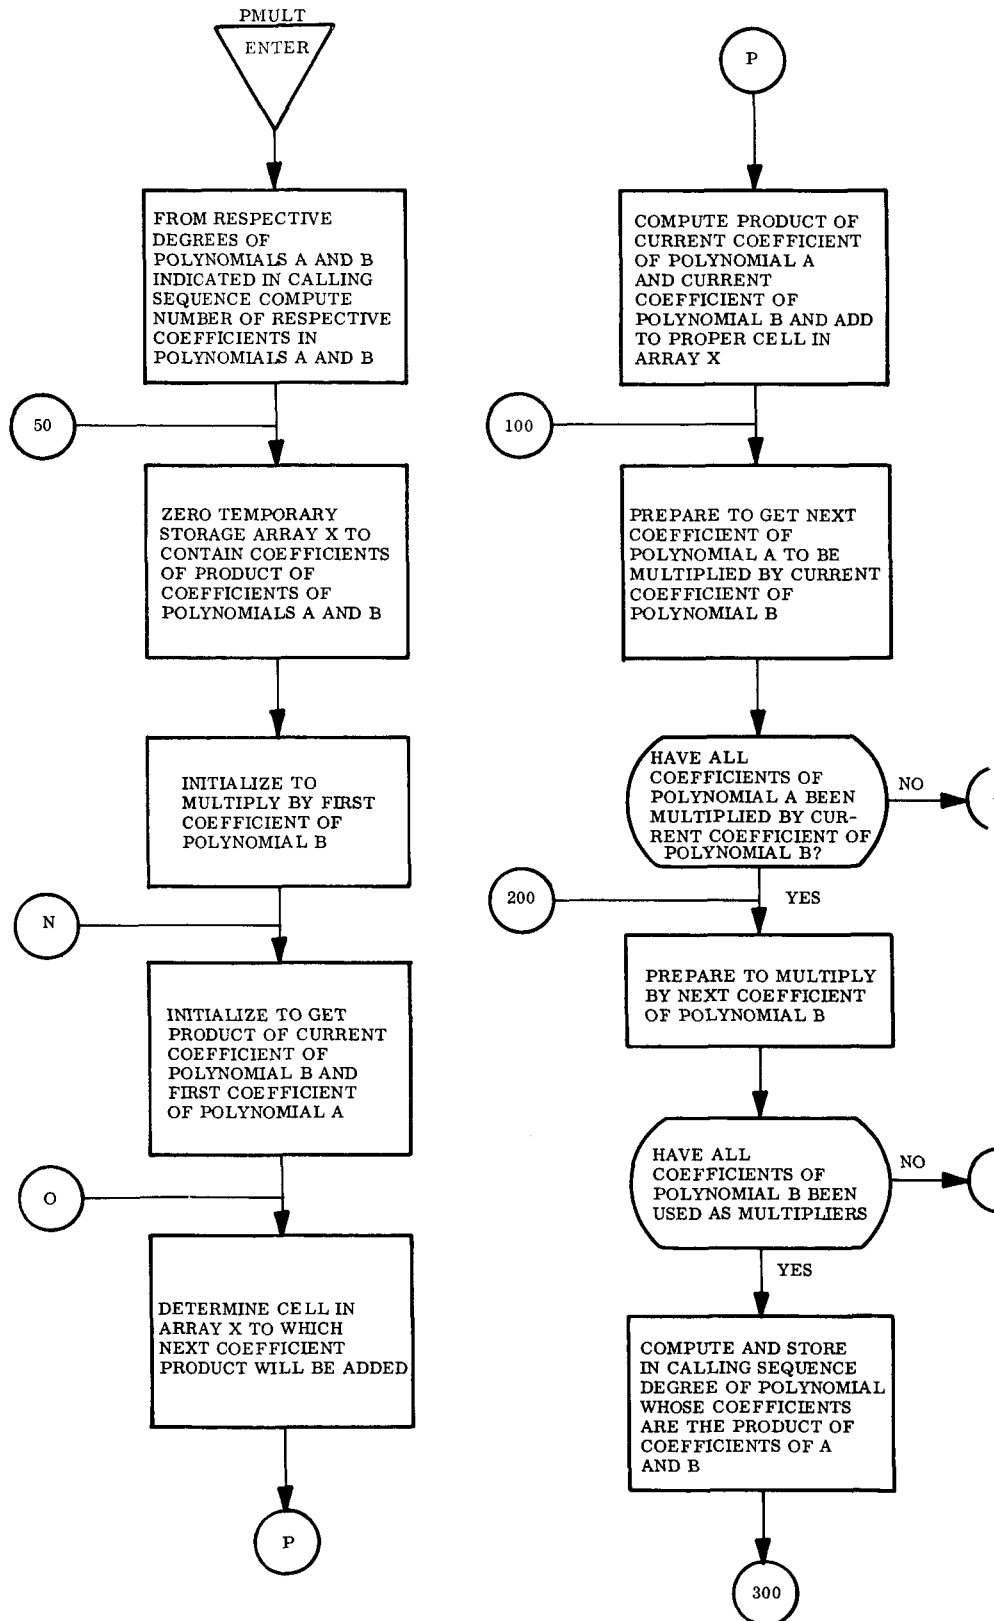 PMULT
ENTER
FROM RESPECTIVE
DEGREES OF
POLYNOMIALS A AND B
INDICATED IN CALLING
SEQUENCE COMPUTE
NUMBER OF RESPECTIVE
COEFFICIENTS IN
POLYNOMIALS A AND B
50
ZERO TEMPORARY
STORAGE ARRAY X TO
CONTAIN COEFFICIENTS
OF PRODUCT OF
COEFFICIENTS OF
POLYNOMIALS A AND B
INITIALIZE TO
MULTIPLY BY FIRST
COEFFICIENT OF
POLYNOMIAL B
N
INITIALIZE TO GET
PRODUCT OF CURRENT
COEFFICIENT OF
POLYNOMIAL B AND
FIRST COEFFICIENT
OF POLYNOMIAL A
O
DETERMINE CELL IN
ARRAY X TO WHICH
NEXT COEFFICIENT
PRODUCT WILL BE ADDED
P
P
COMPUTE PRODUCT OF
CURRENT COEFFICIENT
OF POLYNOMIAL A
AND CURRENT
COEFFICIENT OF
POLYNOMIAL B AND ADD
TO PROPER CELL IN
ARRAY X
100
PREPARE TO GET NEXT
COEFFICIENT OF
POLYNOMIAL A TO BE
MULTIPLIED BY CURRENT
COEFFICIENT OF
POLYNOMIAL B
HAVE ALL
COEFFICIENTS OF
POLYNOMIAL A BEEN
MULTIPLIED BY CUR-
RENT COEFFICIENT OF
POLYNOMIAL B?
NO
YES
200
PREPARE TO MULTIPLY
BY NEXT COEFFICIENT
OF POLYNOMIAL B
HAVE ALL
COEFFICIENTS OF
POLYNOMIAL B BEEN
USED AS MULTIPLIERS
NO
YES
COMPUTE AND STORE
IN CALLING SEQUENCE
DEGREE OF POLYNOMIAL
WHOSE COEFFICIENTS
ARE THE PRODUCT OF
COEFFICIENTS OF A
AND B
300